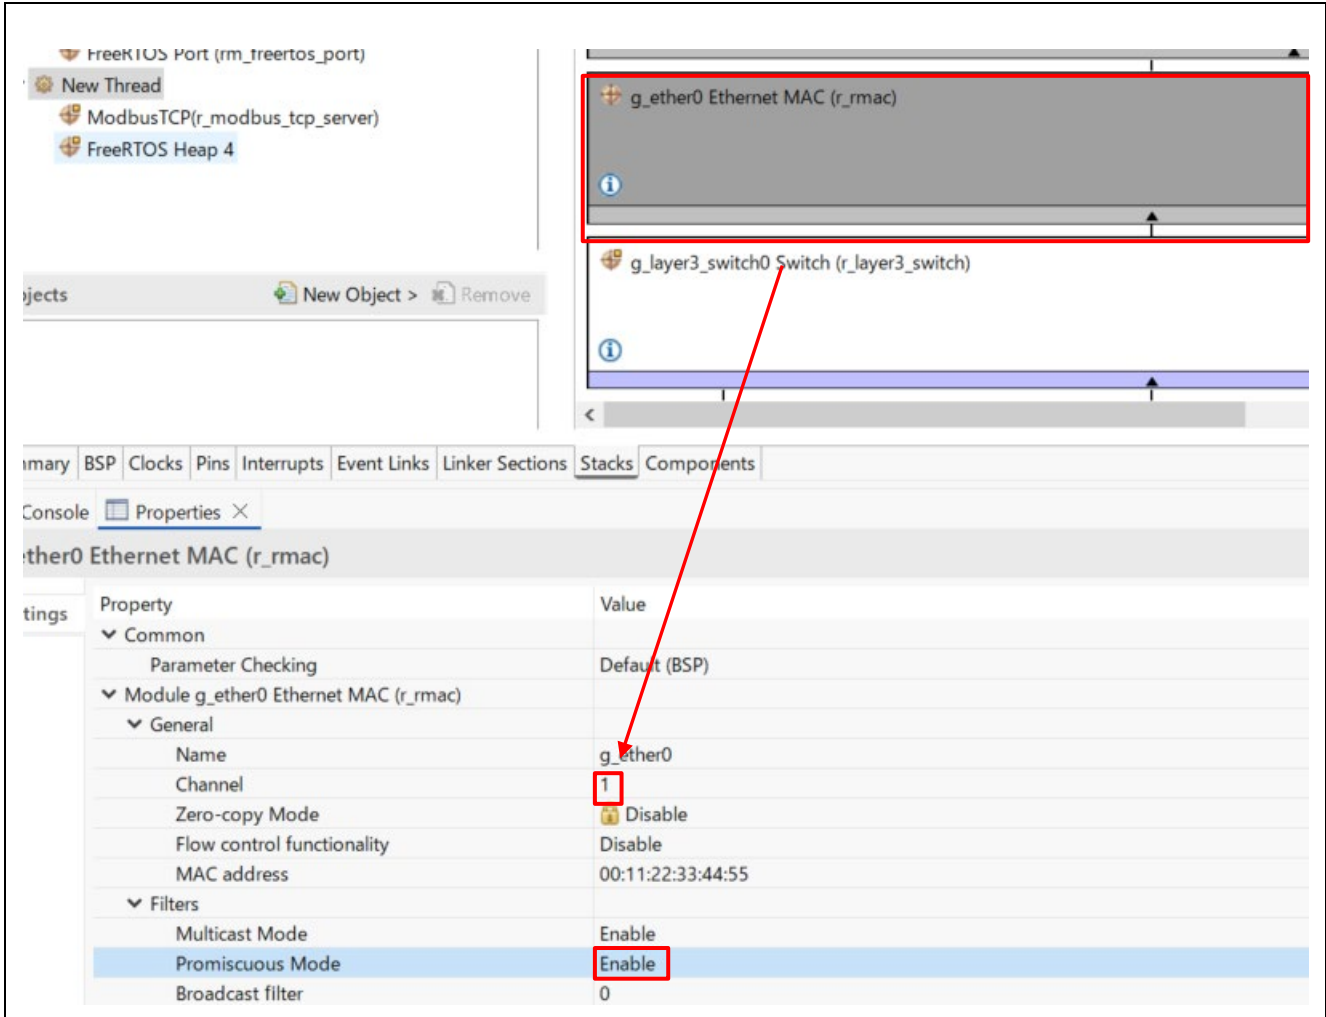 FreeRTOS Port (rm_freertos_port)
New Thread
ModbusTCP(r_modbus_tcp_server)
FreeRTOS Heap 4
g_ether0 Ethernet MAC (r_rmac)
g_layer3_switch0 Switch (r_layer3_switch)
jects
New Object >
Remove
mary
BSP
Clocks
Pins
Interrupts
Event Links
Linker Sections
Stacks
Components
Console
Properties
ther0 Ethernet MAC (r_rmac)
tings
Property Value
Common
Parameter Checking Default (BSP)
Module g_ether0 Ethernet MAC (r_rmac)
General
Name g_ether0
Channel 1
Zero-copy Mode Disable
Flow control functionality Disable
MAC address 00:11:22:33:44:55
Filters
Multicast Mode Enable
Promiscuous Mode Enable
Broadcast filter 0